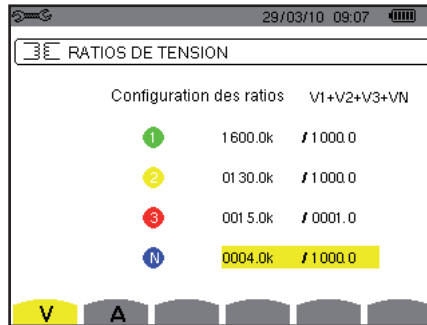 29/03/10 09:07
RATIOS DE TENSION
Configuration des ratios V1+V2+V3+VN
1 1600.0k / 1000.0
2 0130.0k / 1000.0
3 0015.0k / 0001.0
N 0004.0k / 1000.0
V A